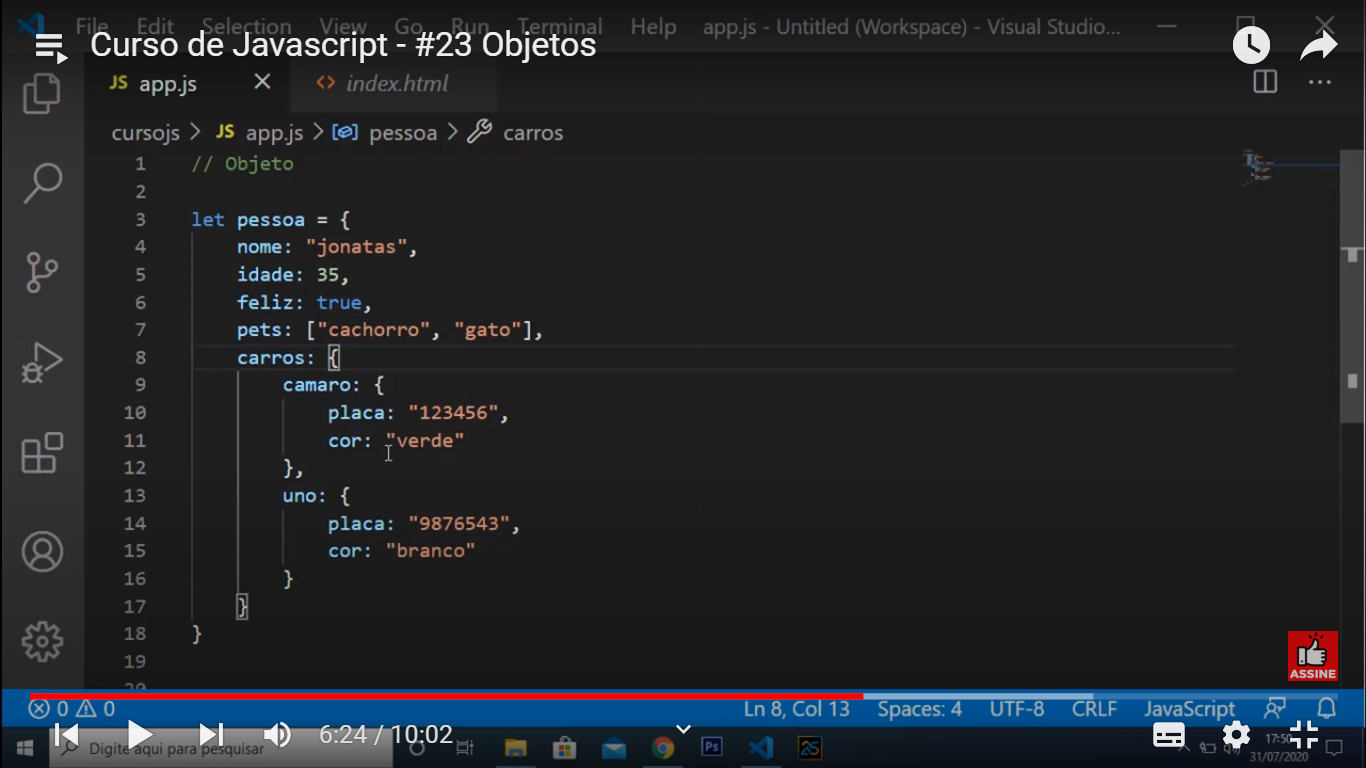 File Edit Selection View Go Run Terminal Help app.js - Untitled (Workspace) - Visual Studio...
Curso de Javascript - #23 Objetos
JS app.js index.html
cursojs > JS app.js > pessoa > carros
1 // Objeto
2
3 let pessoa = {
4 nome: "jonatas",
5 idade: 35,
6 feliz: true,
7 pets: ["cachorro", "gato"],
8 carros: {
9 camaro: {
10 placa: "123456",
11 cor: "verde"
12 },
13 uno: {
14 placa: "9876543",
15 cor: "branco"
16 }
17 }
18 }
19
20
ASSINE
0 0 Ln 8, Col 13 Spaces: 4 UTF-8 CRLF JavaScript
6:24 / 10:02
Digite aqui para pesquisar
Ps
31/07/2020